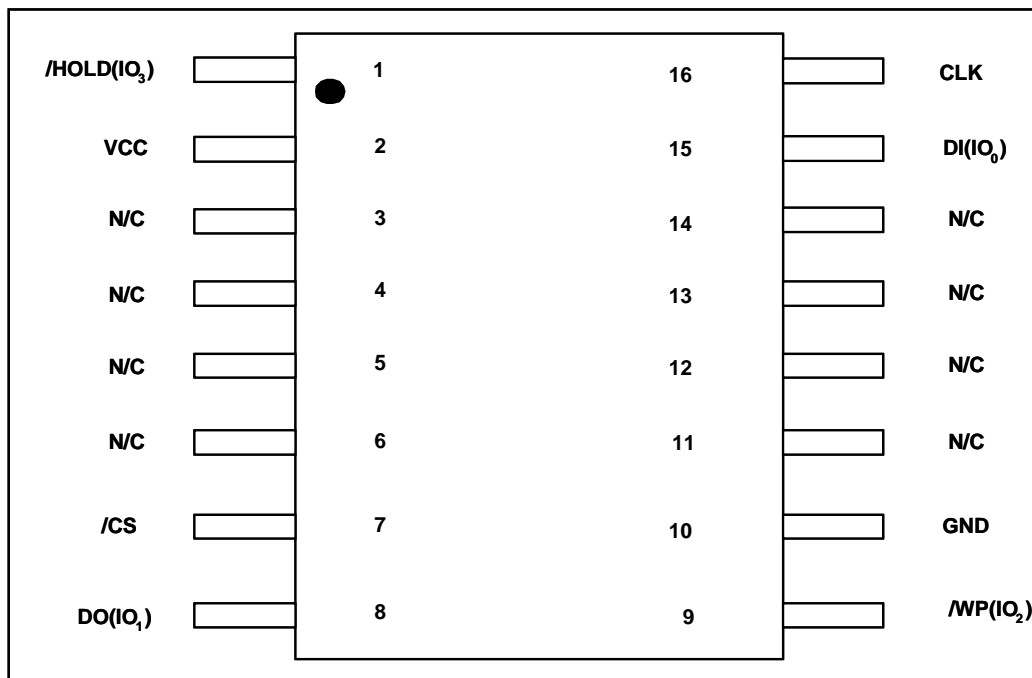 /HOLD(IO₃) 1 16 CLK
VCC 2 15 DI(IO₀)
N/C 3 14 N/C
N/C 4 13 N/C
N/C 5 12 N/C
N/C 6 11 N/C
/CS 7 10 GND
DO(IO₁) 8 9 /WP(IO₂)